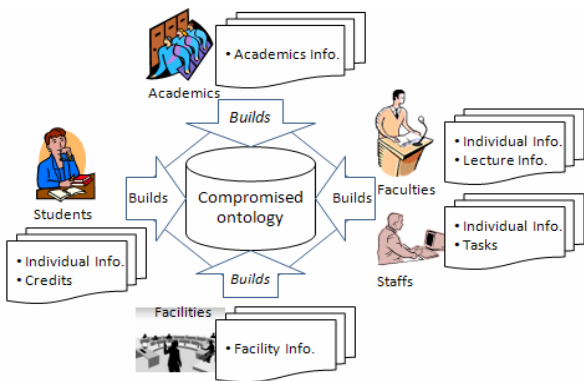 • Academics Info.
Academics
Builds
• Individual Info.
• Lecture Info.
Faculties
Students
Builds
Compromised
ontology
Builds
• Individual Info.
• Tasks
Staffs
• Individual Info.
• Credits
Builds
Facilities
• Facility Info.